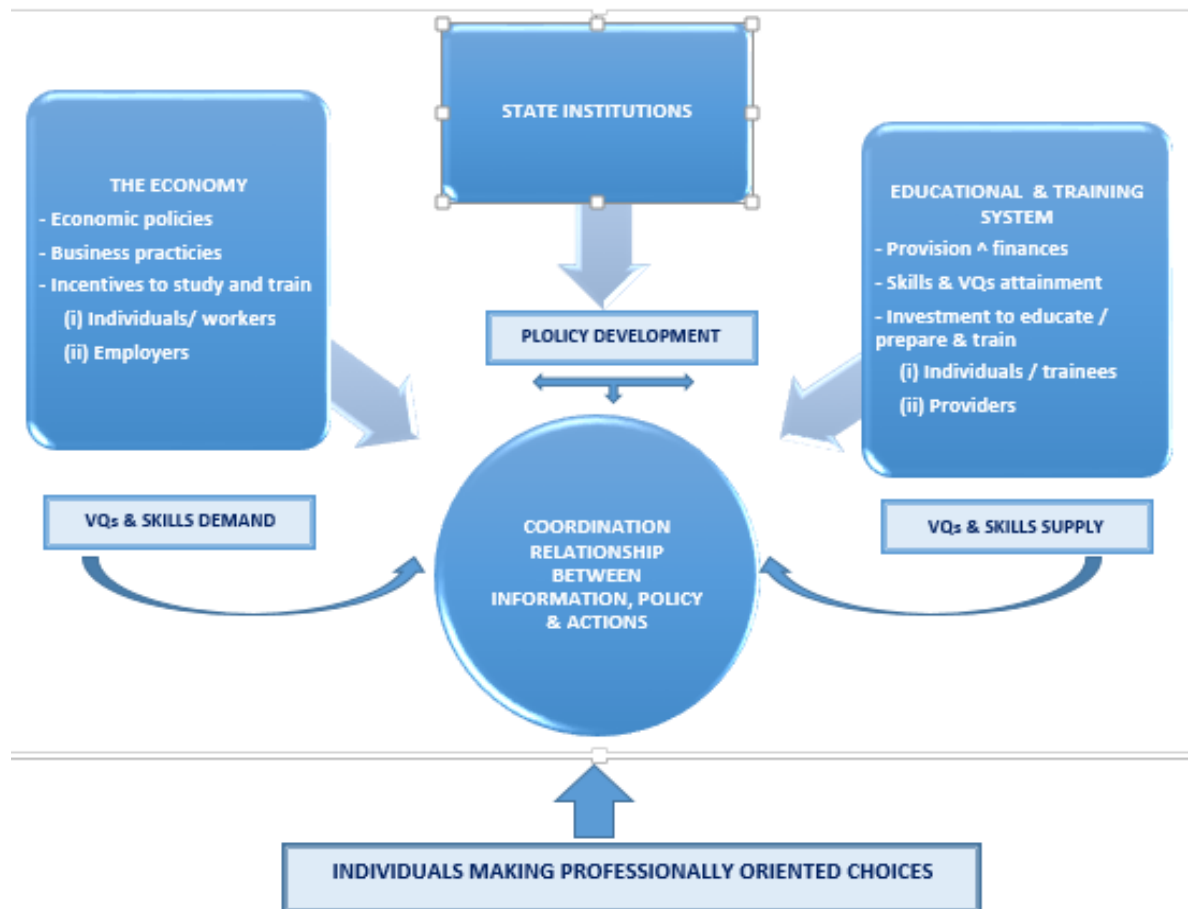 STATE INSTITUTIONS
THE ECONOMY
- Economic policies
- Business practicies
- Incentives to study and train
(i) Individuals/ workers
(ii) Employers
EDUCATIONAL & TRAINING
SYSTEM
- Provision ^ finances
- Skills & VQs attainment
- Investment to educate /
prepare & train
(i) Individuals / trainees
(ii) Providers
PLOLICY DEVELOPMENT
VQs & SKILLS DEMAND
COORDINATION
RELATIONSHIP
BETWEEN
INFORMATION, POLICY
& ACTIONS
VQs & SKILLS SUPPLY
INDIVIDUALS MAKING PROFESSIONALLY ORIENTED CHOICES